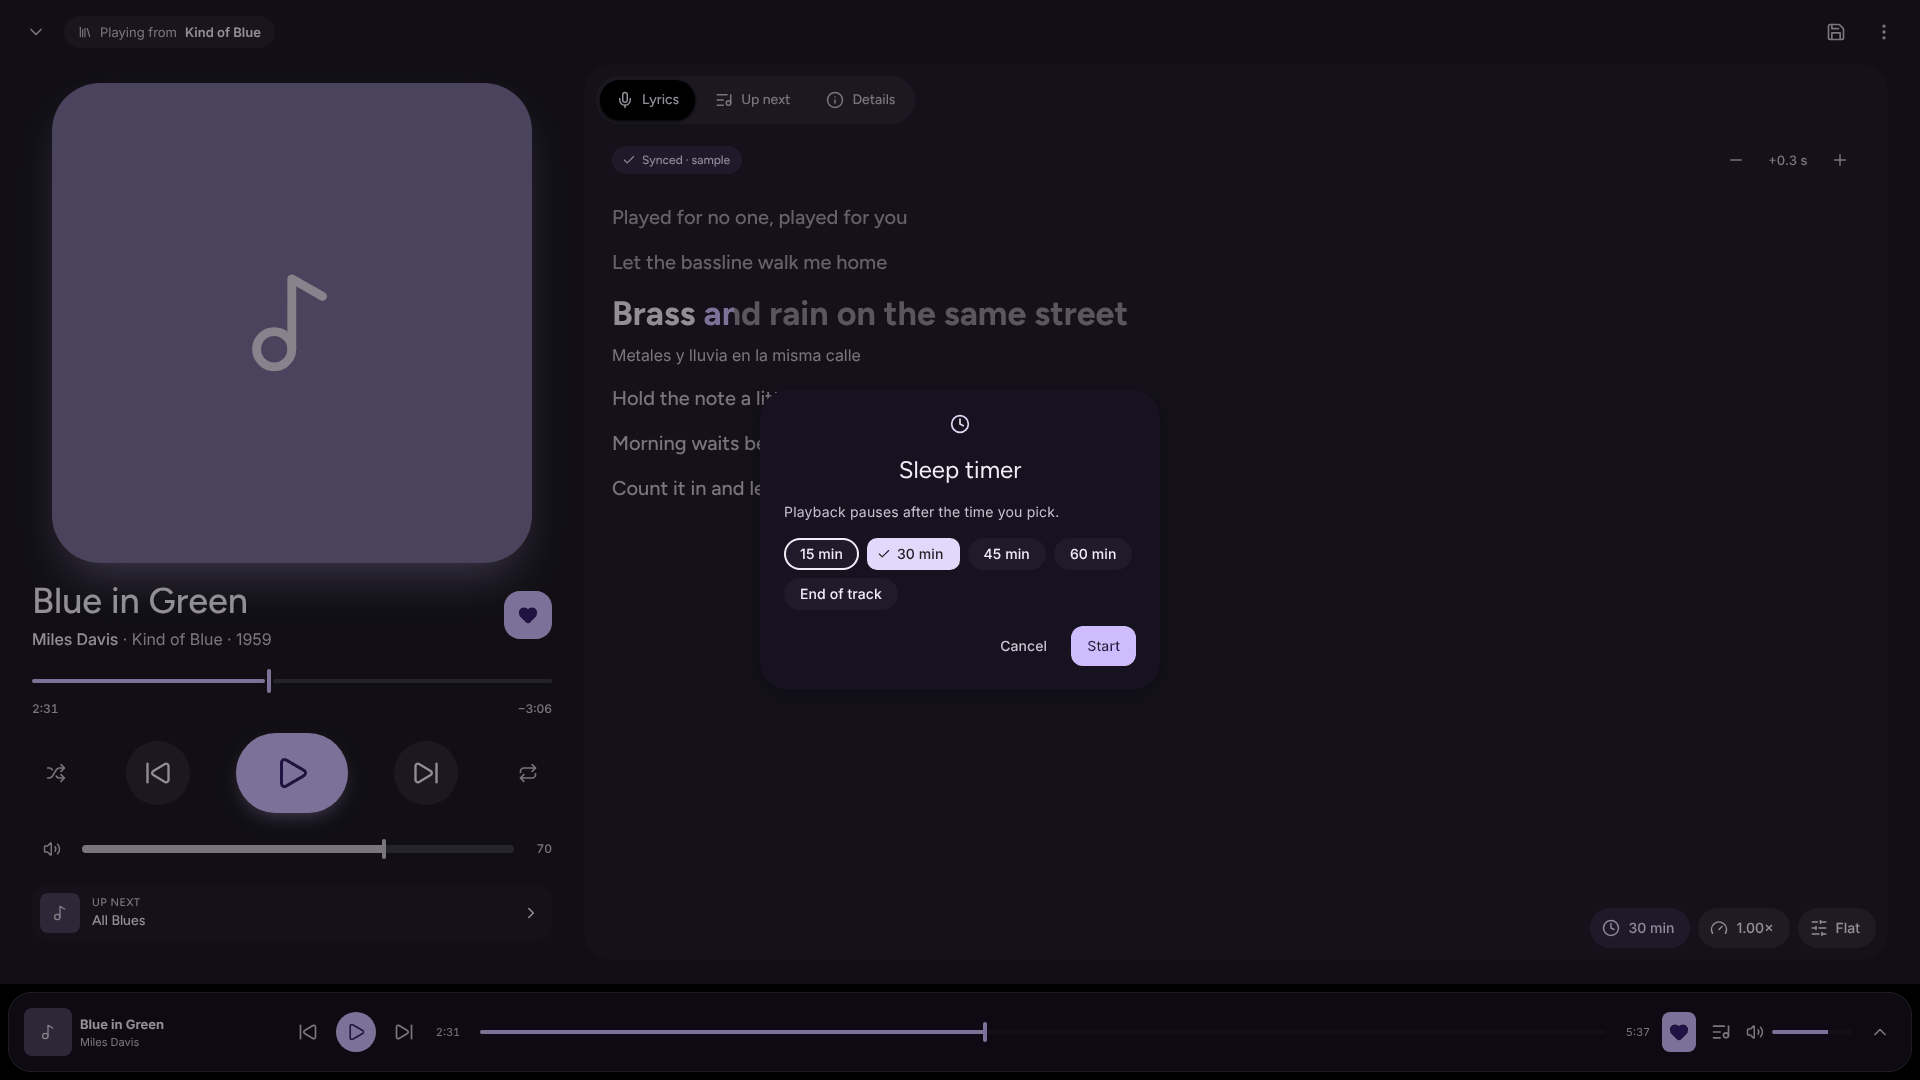 Playing from Kind of Blue
Lyrics
Up next
Details
Synced · sample
+0.3 s
Played for no one, played for you
Let the bassline walk me home
Brass and rain on the same street
Metales y lluvia en la misma calle
Hold the note a
Morning waits
Count it in and
Sleep timer
Playback pauses after the time you pick.
15 min
30 min
45 min
60 min
End of track
Cancel
Start
Blue in Green
Miles Davis · Kind of Blue · 1959
2:31
−3:06
70
UP NEXT
All Blues
30 min
1.00×
Flat
Blue in Green
Miles Davis
2:31
5:37